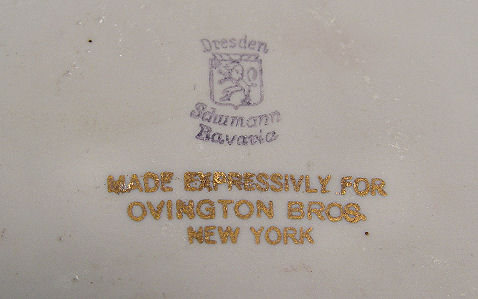 Dresden
Schumann
Bavaria
MADE EXPRESSIVLY FOR
OVINGTON BROS.
NEW YORK